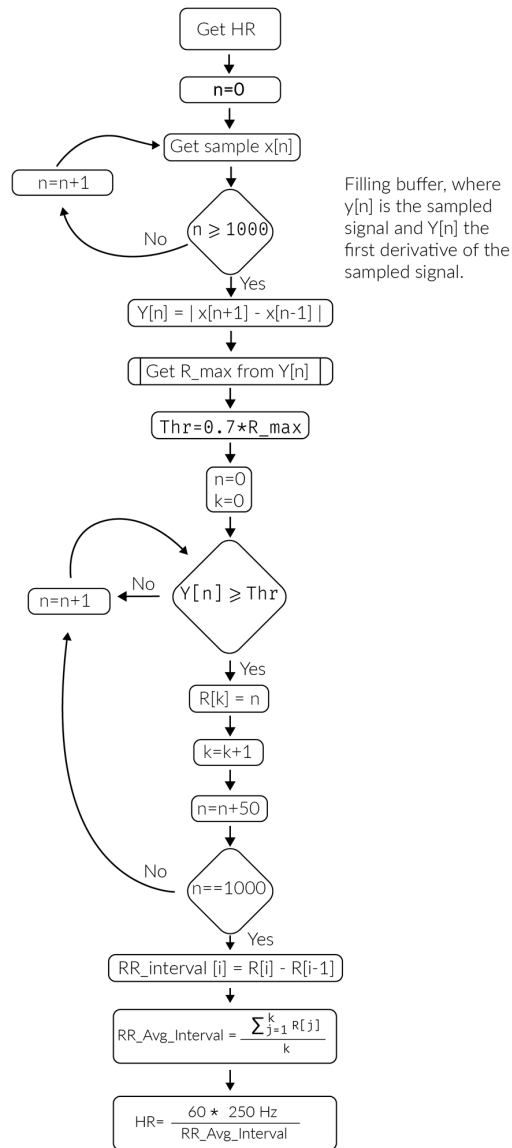 Get HR
n=0
Get sample x[n]
n=n+1
n ⩾ 1000
No
Yes
Filling buffer, where
y[n] is the sampled
signal and Y[n] the
first derivative of the
sampled signal.
Y[n] = | x[n+1] - x[n-1] |
Get R_max from Y[n]
Thr=0.7*R_max
n=0
k=0
Y[n] ⩾ Thr
No
n=n+1
Yes
R[k] = n
k=k+1
n=n+50
No
n==1000
Yes
RR_interval [i] = R[i] - R[i-1]
RR_Avg_Interval = ∑ k j=1 R[j] / k
HR= 60 * 250 Hz / RR_Avg_Interval